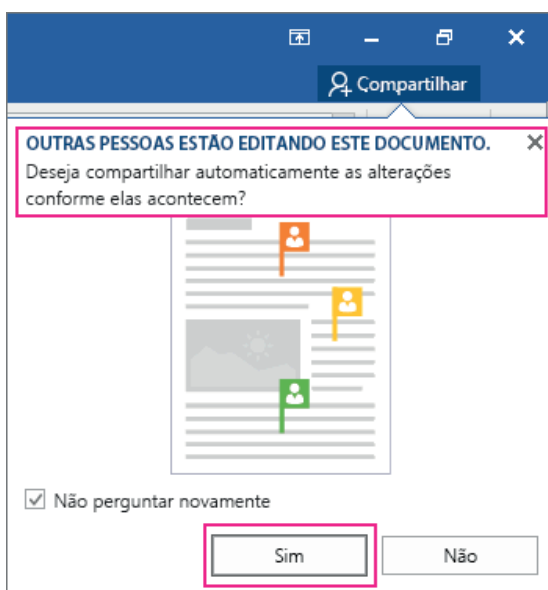 Compartilhar
OUTRAS PESSOAS ESTÃO EDITANDO ESTE DOCUMENTO.
Deseja compartilhar automaticamente as alterações
conforme elas acontecem?
Não perguntar novamente
Sim
Não